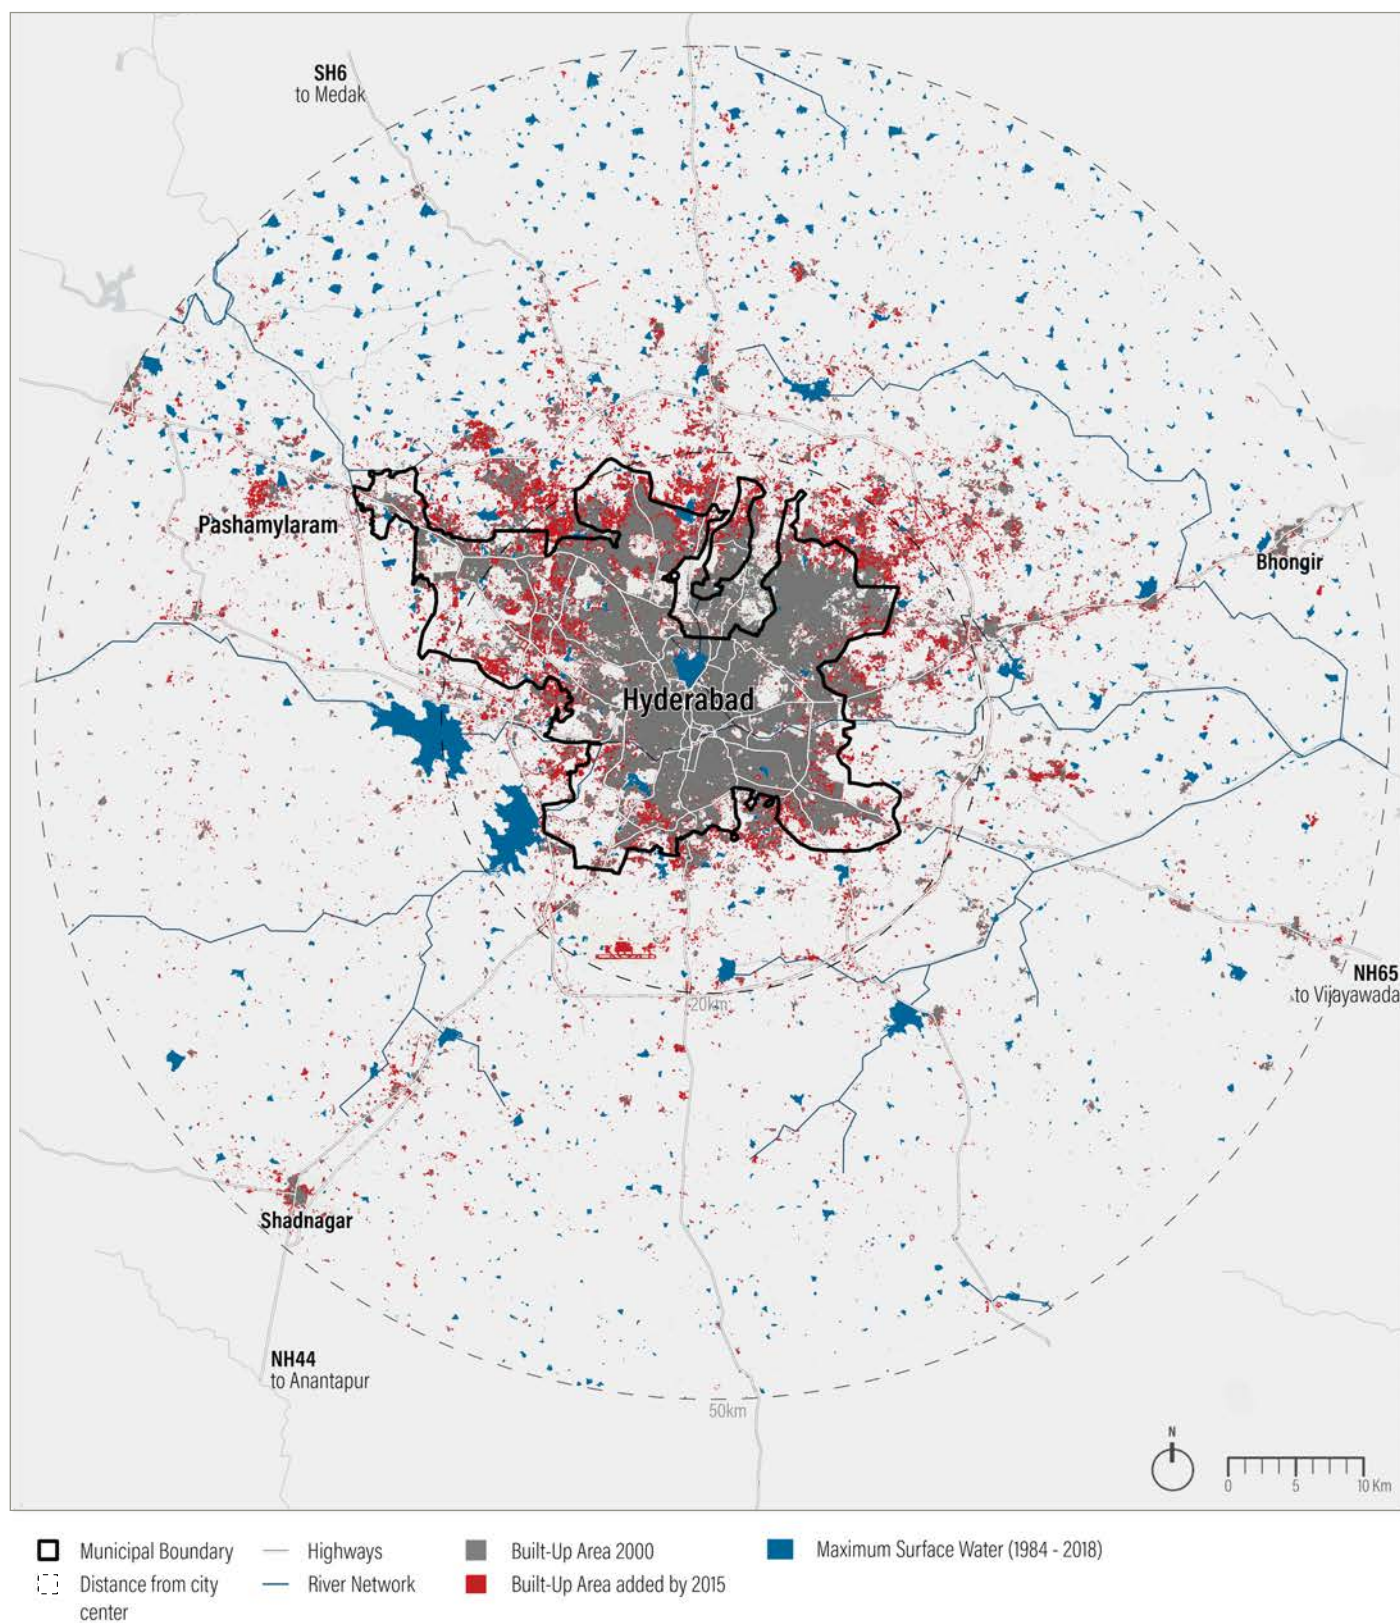 SH6
to Medak
Pashamylaram
Bhongir
Hyderabad
NH65
to Vijayawada
20km
Shadnagar
NH44
to Anantapur
50km
N
0 5 10 Km
Municipal Boundary
Highways
Built-Up Area 2000
Maximum Surface Water (1984 - 2018)
Distance from city
center
River Network
Built-Up Area added by 2015